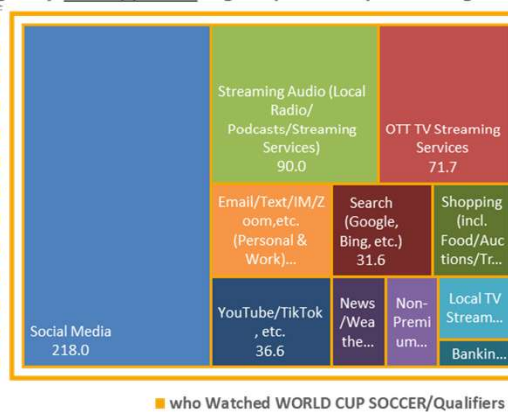 Streaming Audio (Local
Radio/
Podcasts/Streaming
Services)
90.0
OTT TV Streaming
Services
71.7
Email/Text/IM/Z
oom,etc.
(Personal &
Work)...
Search
(Google,
Bing, etc.)
31.6
Shopping
(incl.
Food/Auc
tions/Tr...
Social Media
218.0
YouTube/TikTok
, etc.
36.6
News
/Wea
the...
Non-
Premi
um...
Local TV
Stream...
Bankin...
who Watched WORLD CUP SOCCER/Qualifiers